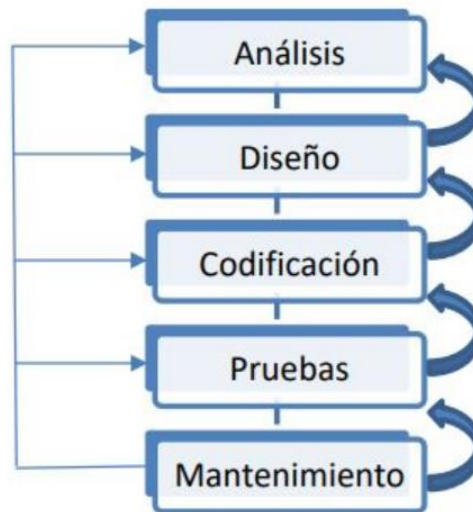 Análisis
Diseño
Codificación
Pruebas
Mantenimiento